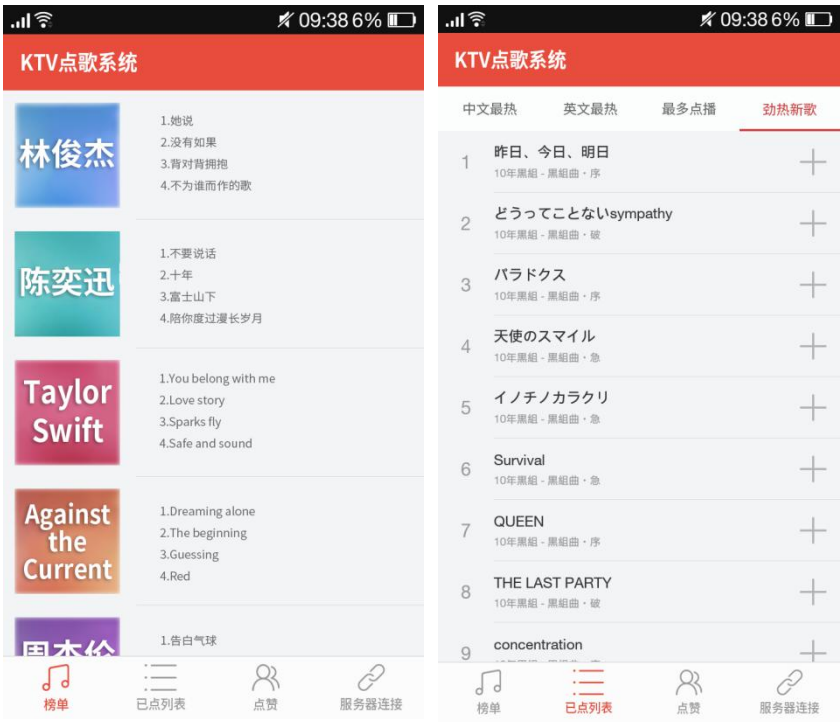 09:38 6%
KTV点歌系统
林俊杰
1.她说
2.没有如果
3.背对背拥抱
4.不为谁而作的歌
陈奕迅
1.不要说话
2.十年
3.富士山下
4.陪你度过漫长岁月
Taylor
Swift
1.You belong with me
2.Love story
3.Sparks fly
4.Safe and sound
Against
the
Current
1.Dreaming alone
2.The beginning
3.Guessing
4.Red
周杰伦
1.告白气球
榜单
已点列表
点赞
服务器连接
09:38 6%
KTV点歌系统
中文最热
英文最热
最多点播
劲热新歌
1
昨日、今日、明日
10年黑組 - 黑組曲・序
2
どうってことないsympathy
10年黑組 - 黑組曲・破
3
パラドクス
10年黑組 - 黑組曲・序
4
天使のスマイル
10年黑組 - 黑組曲・急
5
イノチノカラクリ
10年黑組 - 黑組曲・急
6
Survival
10年黑組 - 黑組曲・急
7
QUEEN
10年黑組 - 黑組曲・序
8
THE LAST PARTY
10年黑組 - 黑組曲・破
9
concentration
榜单
已点列表
点赞
服务器连接